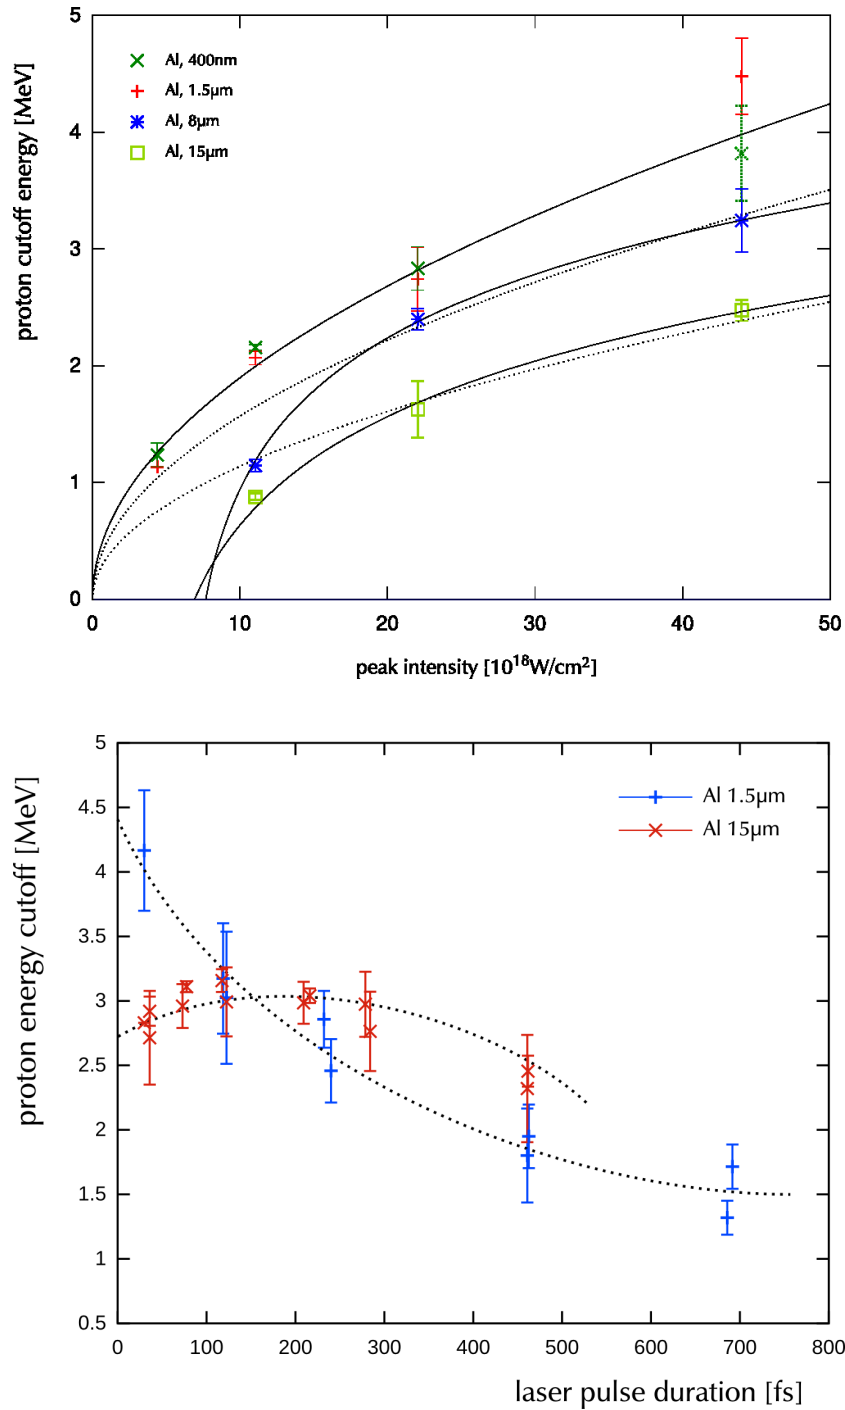 5
4
3
2
1
0
proton cutoff energy [MeV]
Al, 400nm
Al, 1.5µm
Al, 8µm
Al, 15µm
0 10 20 30 40 50
peak intensity [10¹⁸W/cm²]
5
4.5
4
3.5
3
2.5
2
1.5
1
0.5
proton energy cutoff [MeV]
Al 1.5µm
Al 15µm
0 100 200 300 400 500 600 700 800
laser pulse duration [fs]